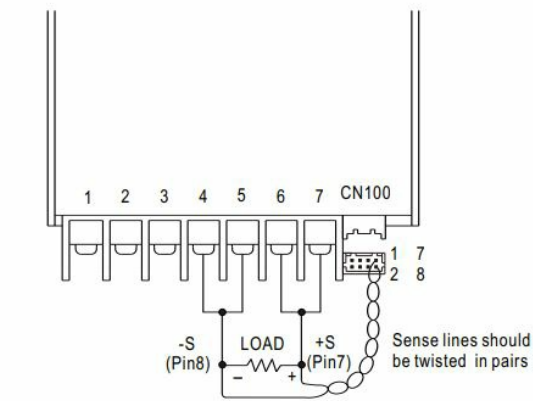 1 2 3 4 5 6 7 CN100
1 7
2 8
-S LOAD +S
(Pin8) (Pin7)
– +
Sense lines should
be twisted in pairs